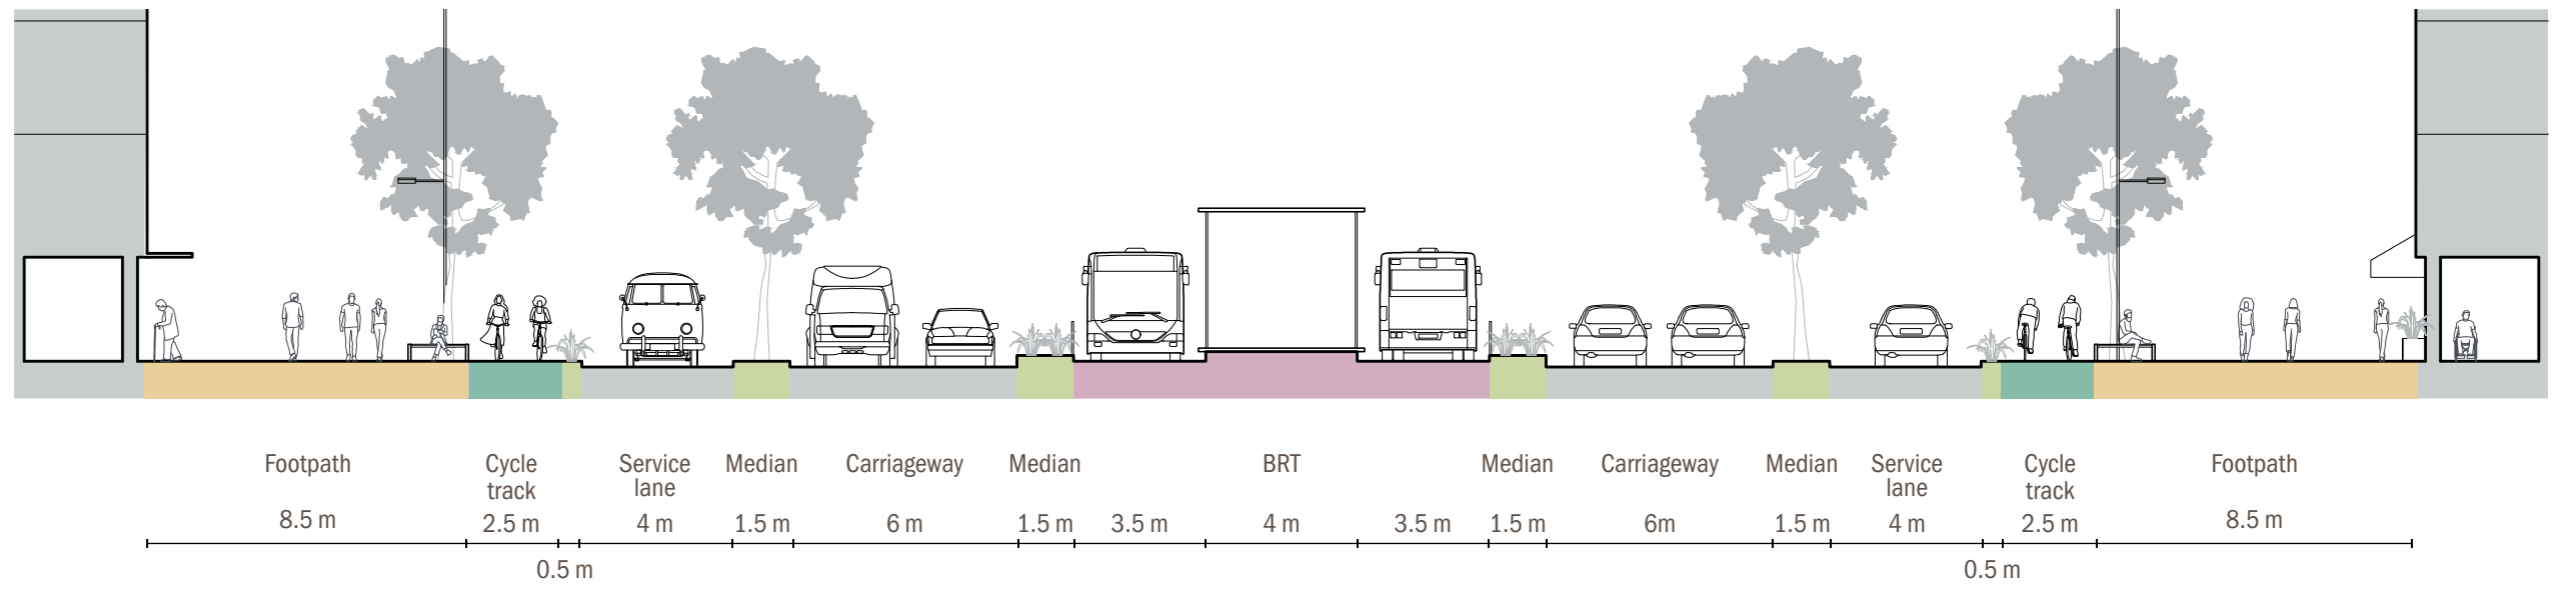 Footpath
Cycle
track
Service
lane
Median
Carriageway
Median
BRT
Median
Carriageway
Median
Service
lane
Cycle
track
Footpath
8.5 m
2.5 m
4 m
1.5 m
6 m
1.5 m
3.5 m
4 m
3.5 m
1.5 m
6m
1.5 m
4 m
2.5 m
8.5 m
0.5 m
0.5 m